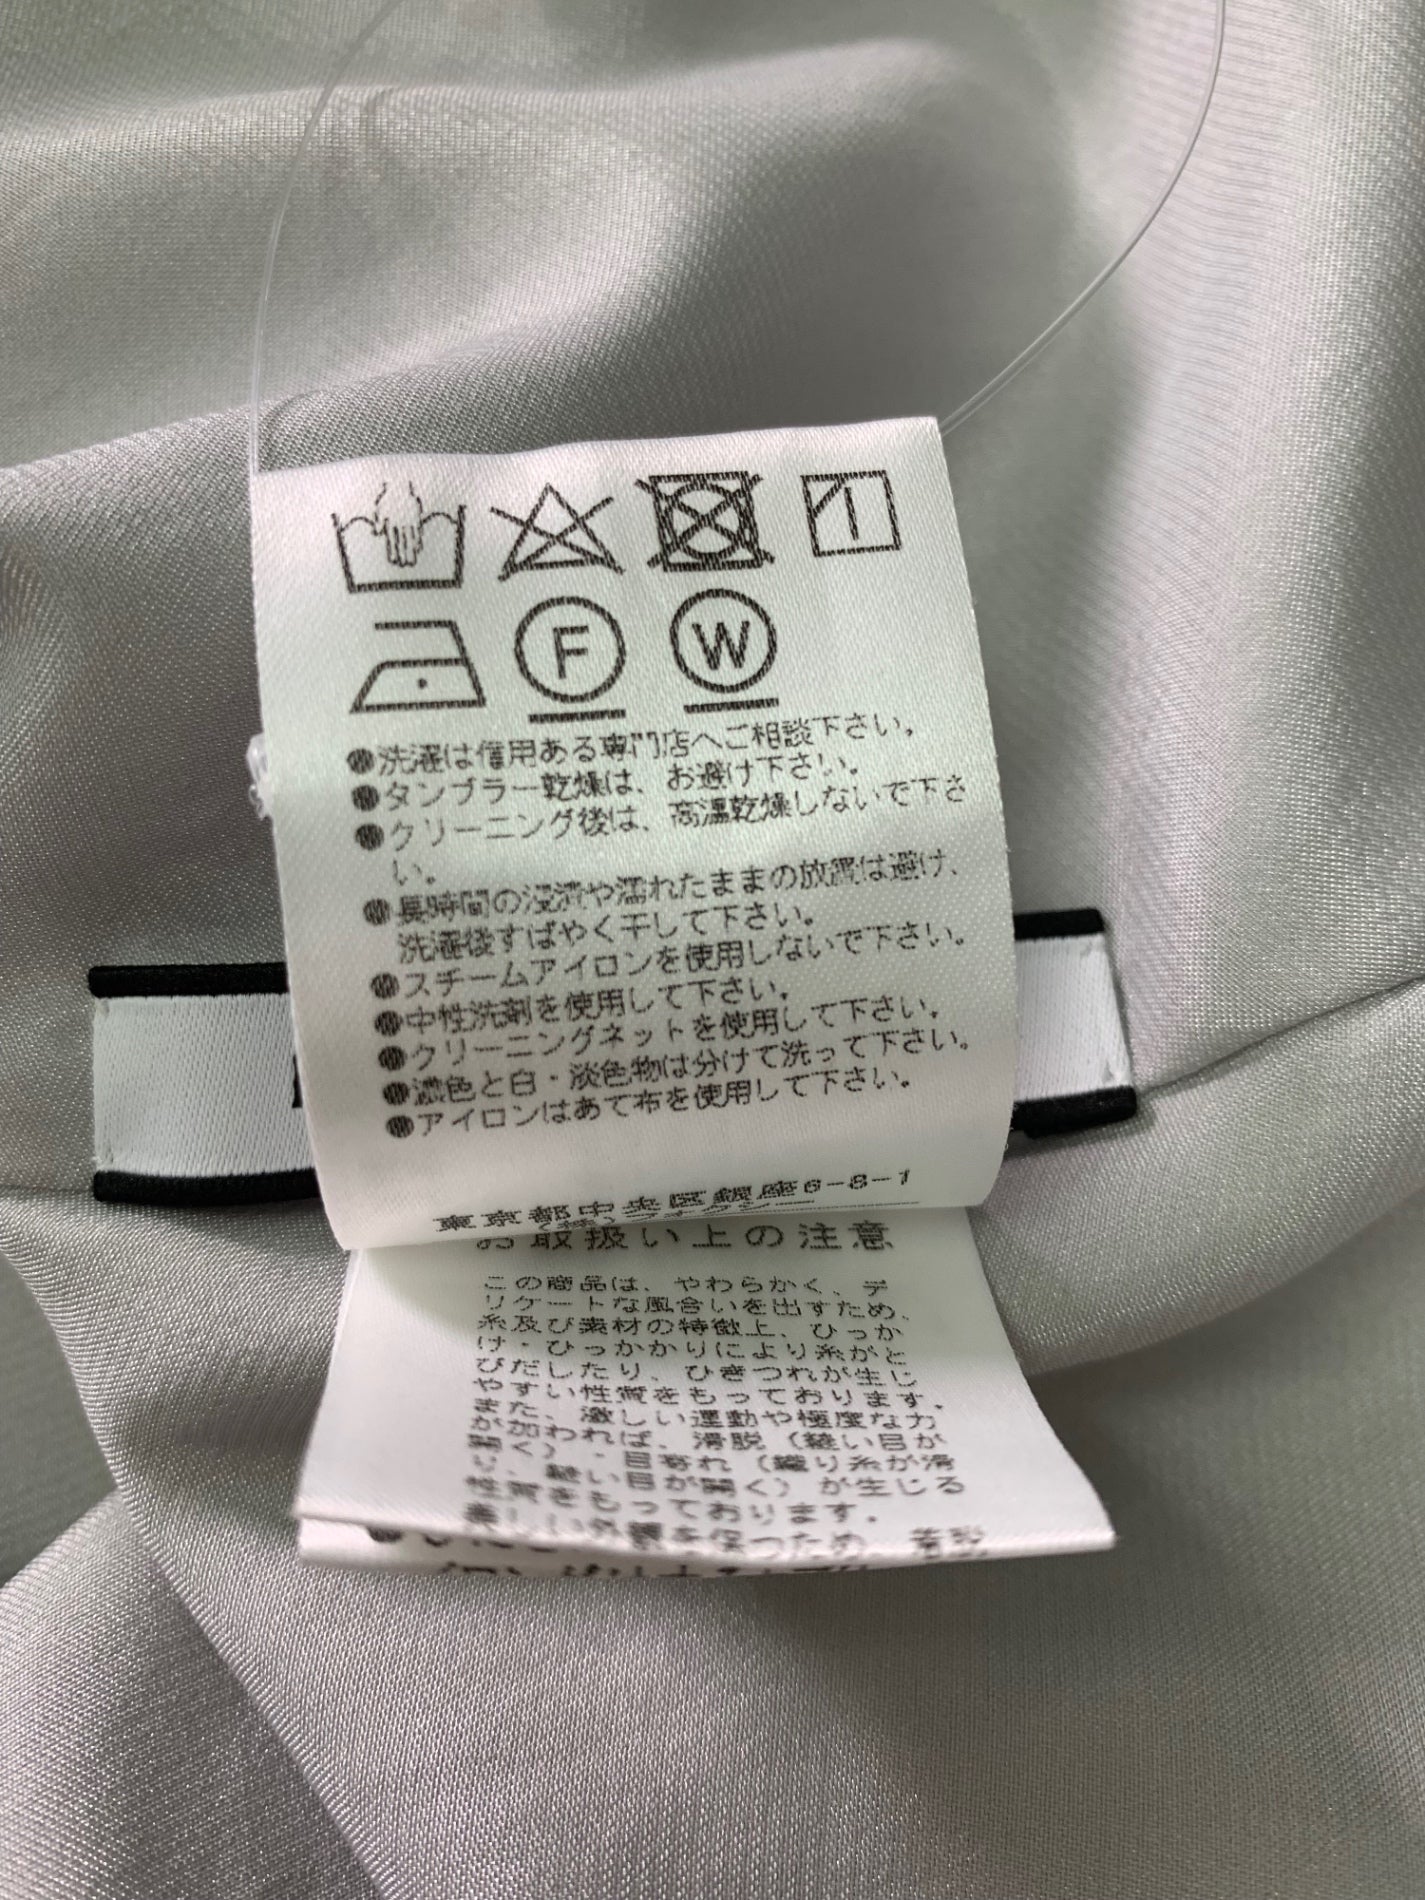 F W
●洗濯は信用ある専門店へご相談下さい。
●タンブラー乾燥は、お避け下さい。
●クリーニング後は、高温乾燥しないで下さ
い。
●長時間の浸漬や濡れたままの放置は避け、
洗濯後すばやく干して下さい。
●スチームアイロンを使用しないで下さい。
●中性洗剤を使用して下さい。
●クリーニングネットを使用して下さい。
●濃色と白・淡色物は分けて洗って下さい。
●アイロンはあて布を使用して下さい。
東京都中央区銀座6-8-1
お取扱い上の注意
この商品は、やわらかく、デ
リケートな風合いを出すため、
糸及び素材の特徴上、ひっか
け・ひっかかりにより糸がと
びだしたり、ひきつれが生じ
やすい性質をもっております。
また、激しい運動や極度な力
が加われば、滑脱（縫い目が
開く）・目寄れ（織り糸が滑
り、縫い目が開く）が生じる
性質をもっております。
美しい外観を保つため、着脱